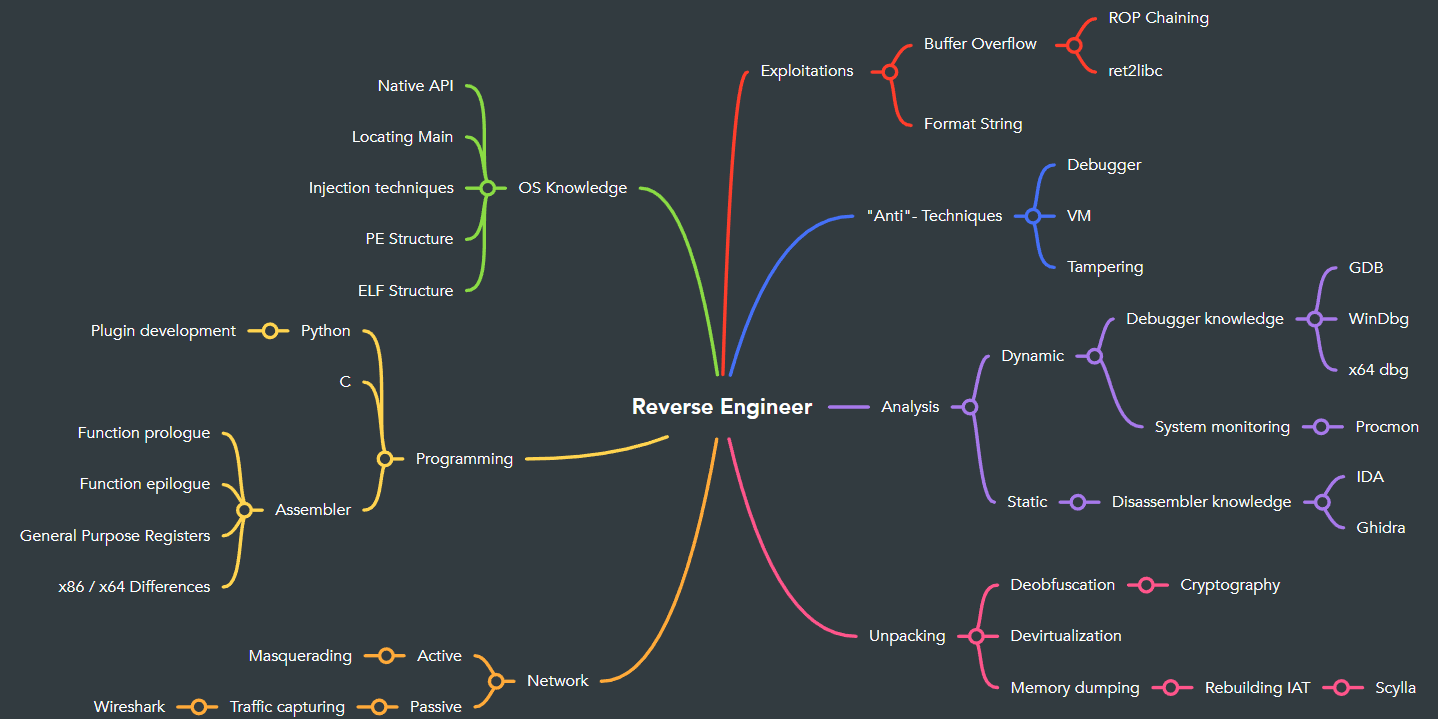 Reverse Engineer
Exploitations
Buffer Overflow
ROP Chaining
ret2libc
Format String
"Anti"- Techniques
Debugger
VM
Tampering
Analysis
Dynamic
Debugger knowledge
GDB
WinDbg
x64 dbg
System monitoring
Procmon
Static
Disassembler knowledge
IDA
Ghidra
Unpacking
Deobfuscation
Cryptography
Devirtualization
Memory dumping
Rebuilding IAT
Scylla
OS Knowledge
Native API
Locating Main
Injection techniques
PE Structure
ELF Structure
Programming
Python
Plugin development
C
Assembler
Function prologue
Function epilogue
General Purpose Registers
x86 / x64 Differences
Network
Active
Masquerading
Passive
Traffic capturing
Wireshark